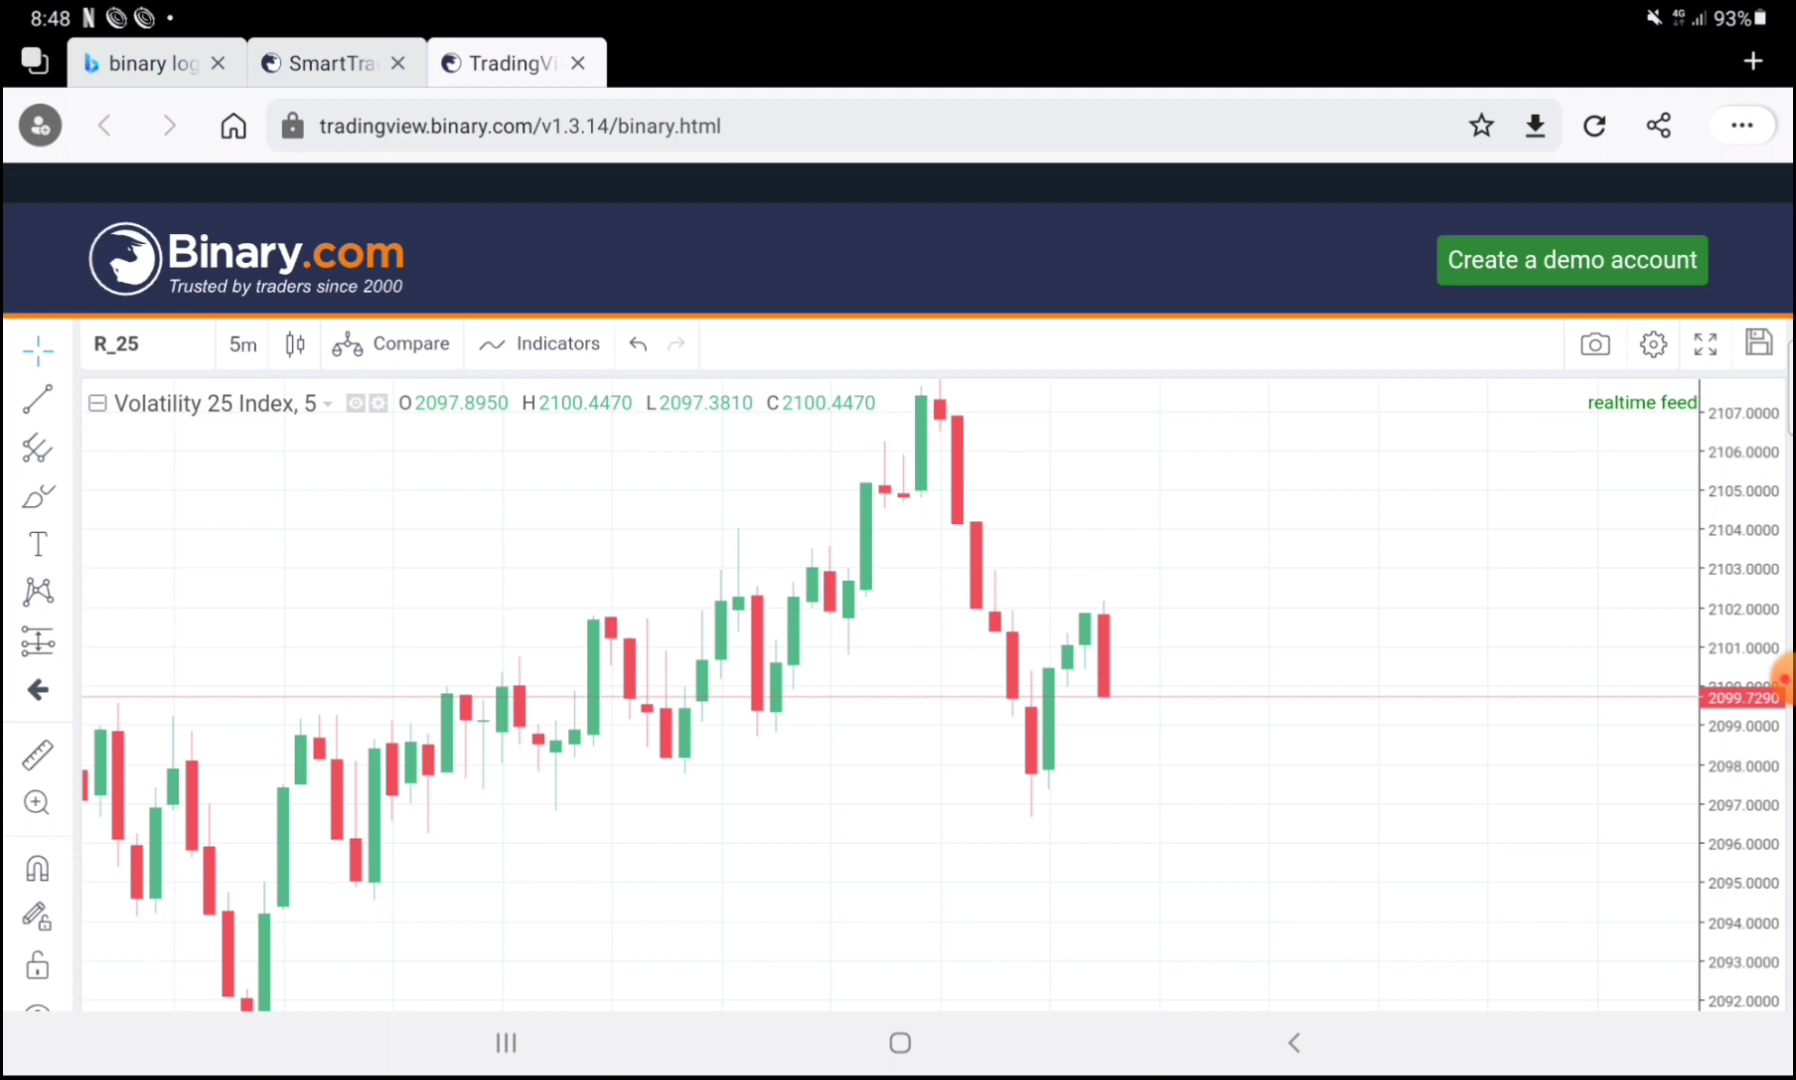 8:48
4G 93%
binary log
SmartTra
TradingVi
tradingview.binary.com/v1.3.14/binary.html
Binary.com
Trusted by traders since 2000
Create a demo account
R_25 5m Compare Indicators
Volatility 25 Index, 5 O2097.8950 H2100.4470 L2097.3810 C2100.4470
realtime feed
2107.0000
2106.0000
2105.0000
2104.0000
2103.0000
2102.0000
2101.0000
2099.7290
2099.0000
2098.0000
2097.0000
2096.0000
2095.0000
2094.0000
2093.0000
2092.0000